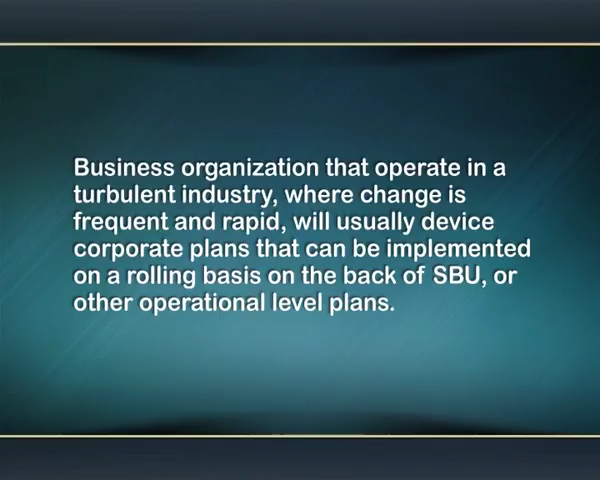 Business organization that operate in a
turbulent industry, where change is
frequent and rapid, will usually device
corporate plans that can be implemented
on a rolling basis on the back of SBU, or
other operational level plans.